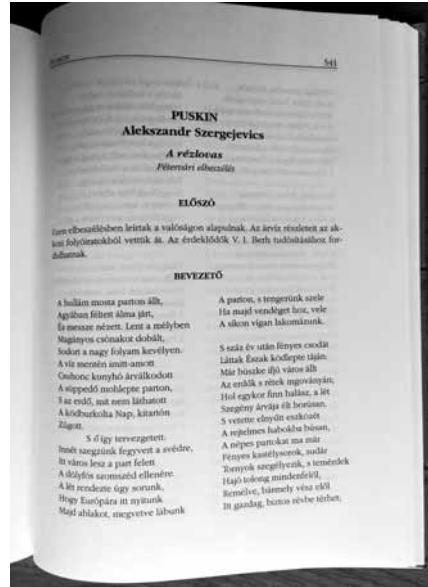 541
PUSKIN
Alekszandr Szergejevics
A rézlovas
Pétervári elbeszélés
ELŐSZÓ
Ezen elbeszélésben leírtak a valóságon alapulnak. Az árvíz részleteit az ak-
kori folyóiratokból vettük át. Az érdeklődők V. I. Berh tudósításához for-
dulhatnak.
BEVEZETŐ
A hullám mosta parton állt,
Agyában féltett álma járt,
És messze nézett. Lent a mélyben
Magányos csónakot dobált,
Sodort a nagy folyam kevélyen.
A víz mentén imitt-amott
Csuhonc kunyhó árválkodott
A süppedő mohlepte parton,
S az erdő, mit nem láthatott
A ködburkolta Nap, kitartón
Zúgott.
S ő így tervezgetett:
Innét szegzünk fegyvert a svédre,
Itt város lesz a part felett
A dölyfös szomszéd ellenére.
A lét rendezte úgy sorunk,
Hogy Európára itt nyitunk
Majd ablakot, megvetve lábunk
A parton, s tengerünk szele
Ha majd vendéget hoz, vele
A síkon vígan lakomázunk.
S száz év után fényes csodát
Láttak Észak ködlepte táján:
Már büszke ifjú város állt
Az erdők s rétek ingoványán;
Hol egykor finn halász, a lét
Szegény árvája élt borúsan,
S vetette elnyűtt eszközét
A rejtelmes habokba búsan,
A népes partokat ma már
Fényes kastélysorok, sudár
Tornyok szegélyezik, s temérdek
Hajó tolong mindenfelől,
Remélve, bármely vész elől
Itt gazdag, biztos révbe térhet;